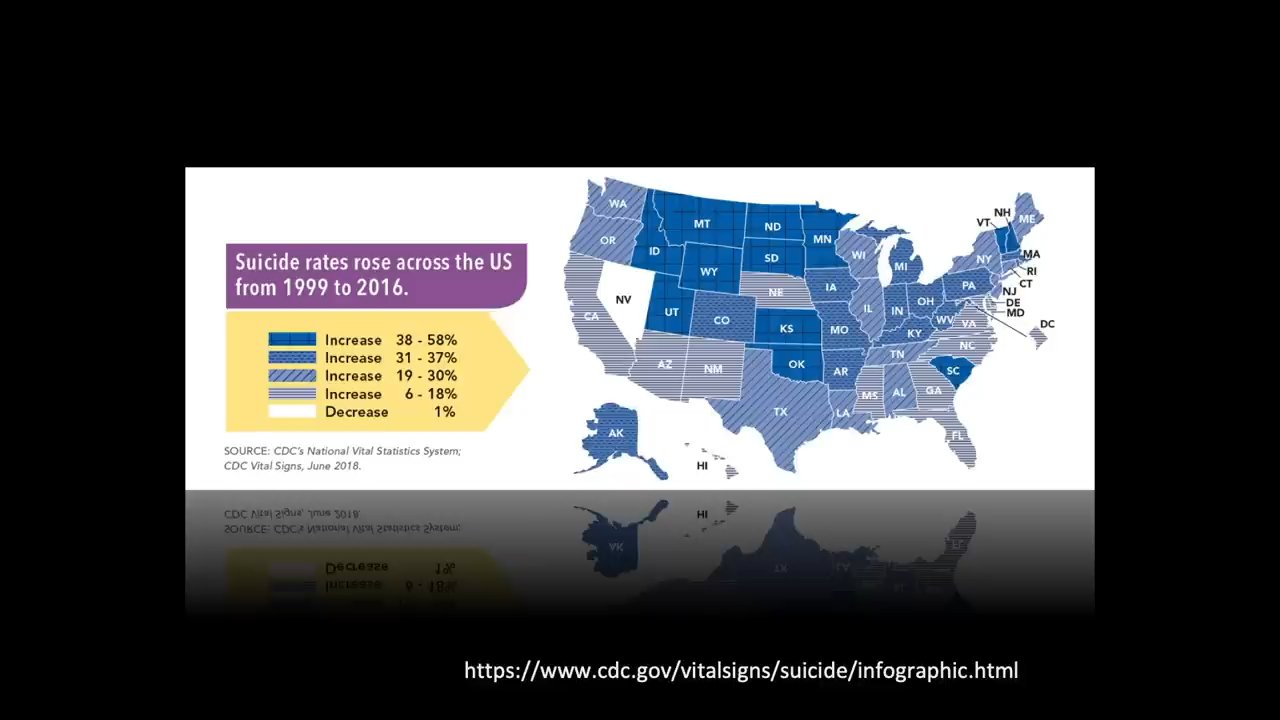 Suicide rates rose across the US
from 1999 to 2016.
Increase 38 - 58%
Increase 31 - 37%
Increase 19 - 30%
Increase 6 - 18%
Decrease 1%
SOURCE: CDC's National Vital Statistics System;
CDC Vital Signs, June 2018.
WA
OR
CA
NV
ID
MT
WY
UT
CO
AZ
NM
ND
SD
NE
KS
OK
TX
MN
IA
MO
AR
LA
WI
IL
MI
IN
OH
KY
TN
MS
AL
GA
FL
SC
NC
VA
WV
PA
NY
VT
NH
ME
MA
RI
CT
NJ
DE
MD
DC
AK
HI
https://www.cdc.gov/vitalsigns/suicide/infographic.html